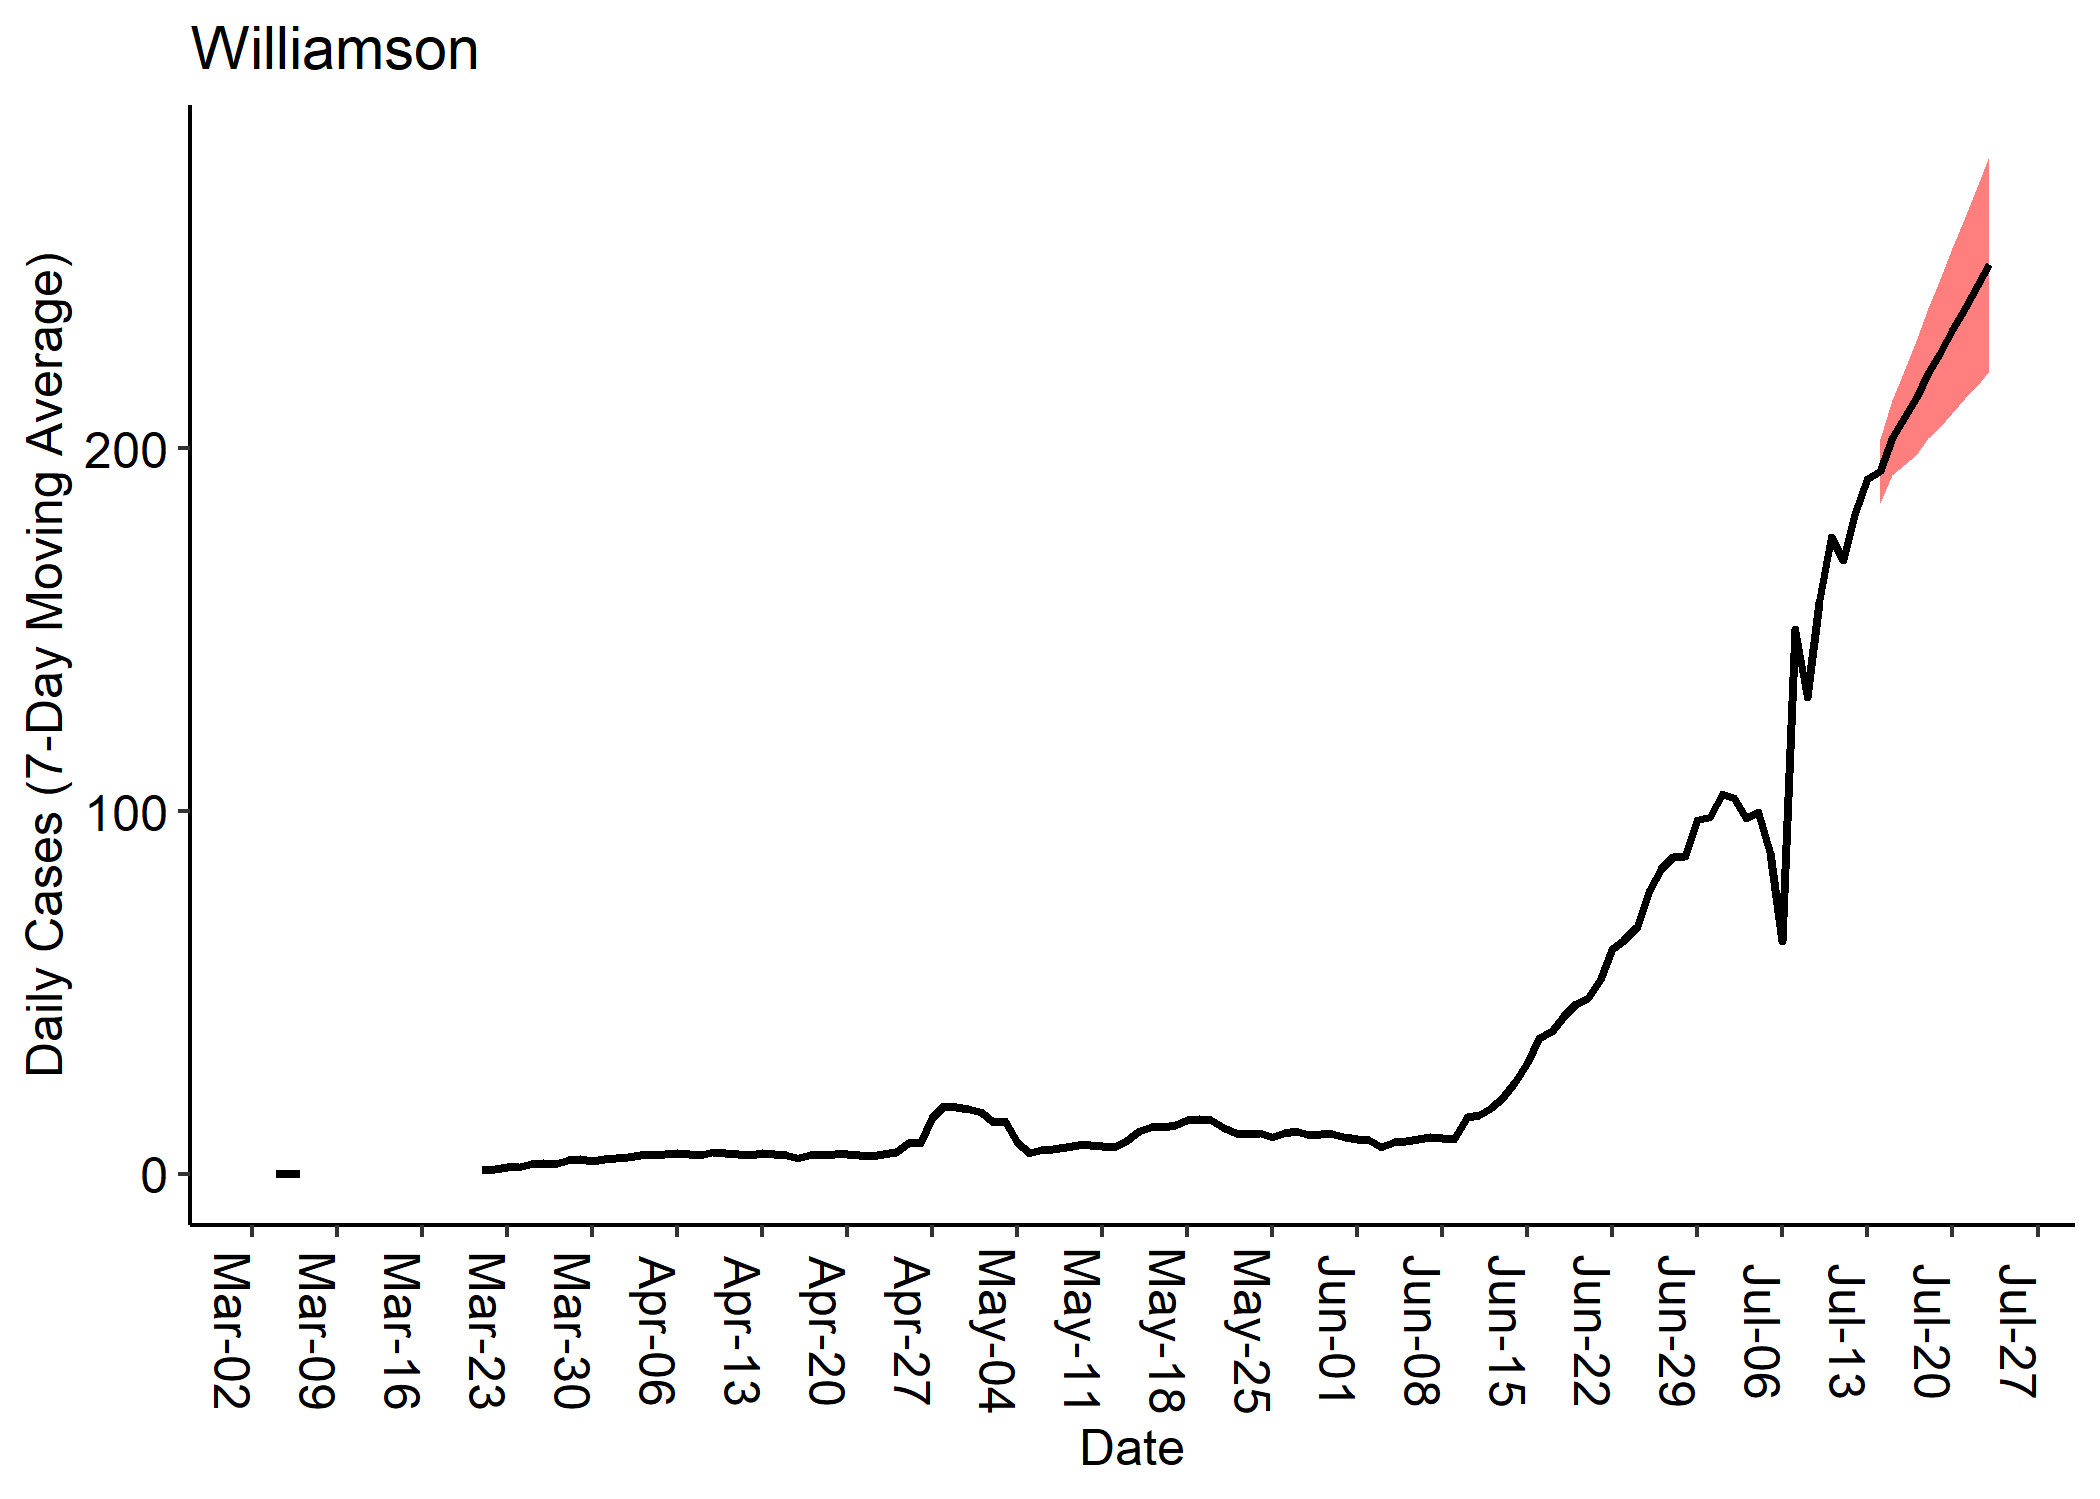 Williamson
Daily Cases (7-Day Moving Average)
200
100
0
Mar-02
Mar-09
Mar-16
Mar-23
Mar-30
Apr-06
Apr-13
Apr-20
Apr-27
May-04
May-11
May-18
May-25
Jun-01
Jun-08
Jun-15
Jun-22
Jun-29
Jul-06
Jul-13
Jul-20
Jul-27
Date